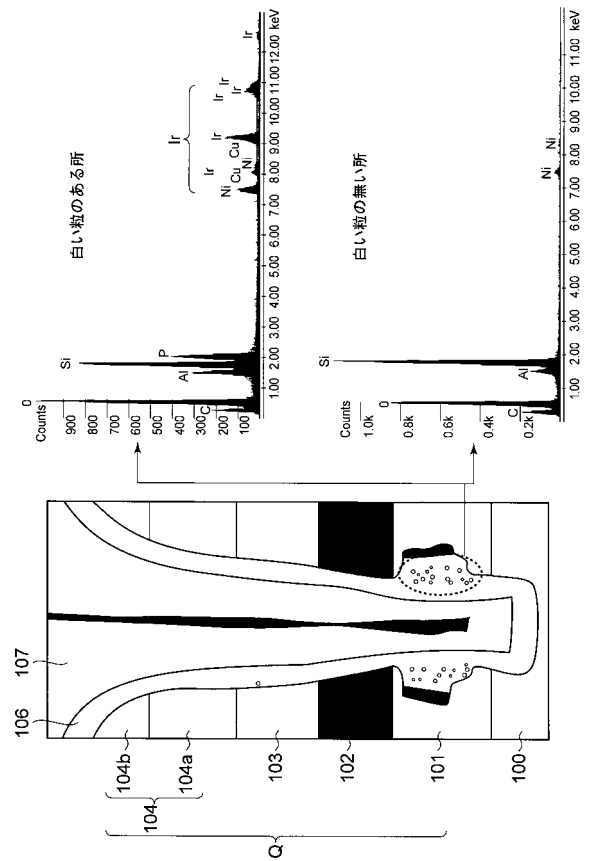 白い粒のある所
Counts
900
800
700
600
500
400
300
200
100
0
C
Al
Si
P
Ir
Ni
Cu
Ir
Ni
Cu
Ir
Ir
Ir
Ir
Ir
1.00 2.00 3.00 4.00 5.00 6.00 7.00 8.00 9.00 10.00 11.00 12.00 keV
白い粒の無い所
Counts
1.0k
0.8k
0.6k
0.4k
0.2k
0
C
Al
Si
Ni
Ni
1.00 2.00 3.00 4.00 5.00 6.00 7.00 8.00 9.00 10.00 11.00 12.00 keV
107
106
104b
104
104a
103
102
101
100
Q